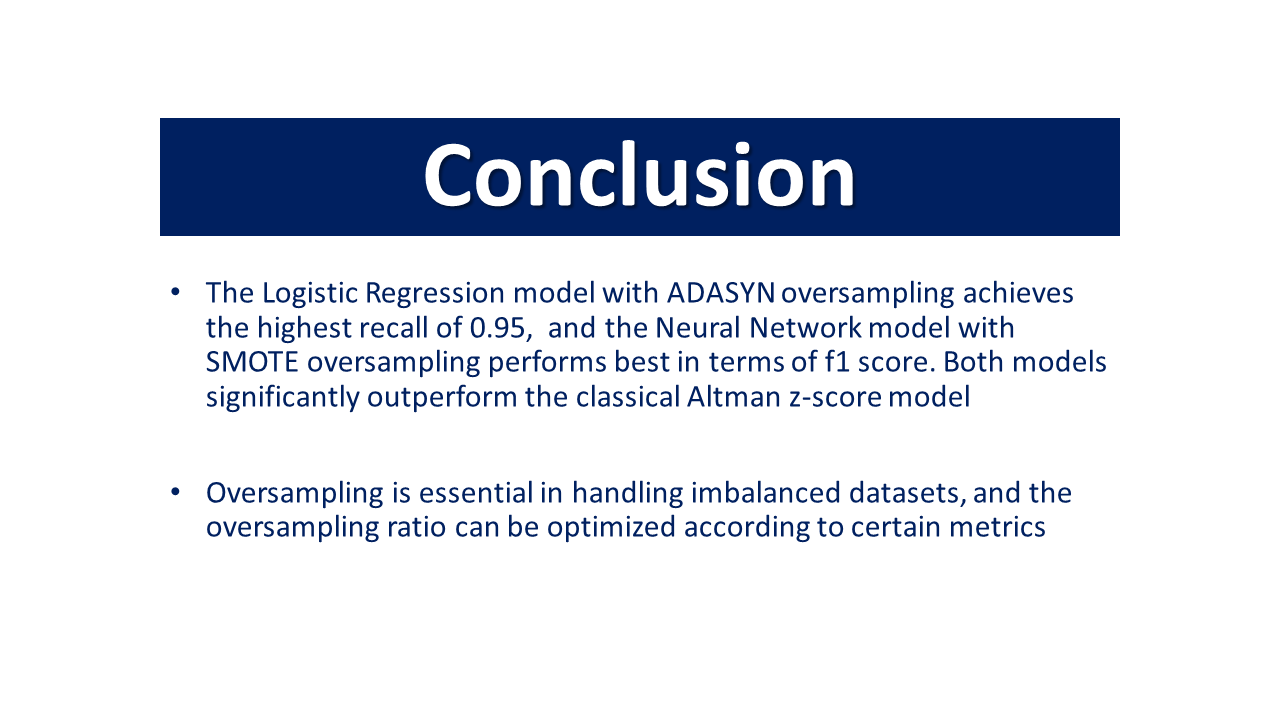 Conclusion
• The Logistic Regression model with ADASYN oversampling achieves
the highest recall of 0.95,  and the Neural Network model with
SMOTE oversampling performs best in terms of f1 score. Both models
significantly outperform the classical Altman z-score model
• Oversampling is essential in handling imbalanced datasets, and the
oversampling ratio can be optimized according to certain metrics